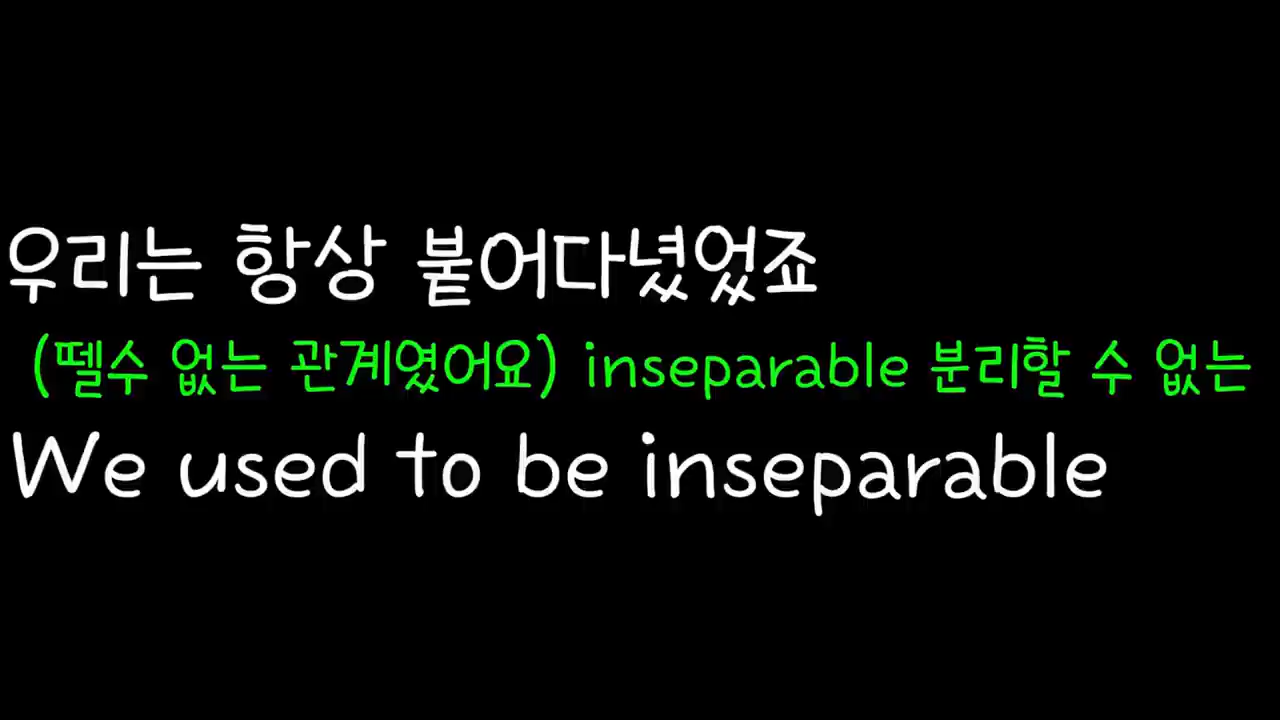 우리는 항상 붙어다녔었죠
(뗄수 없는 관계였어요) inseparable 분리할 수 없는
We used to be inseparable